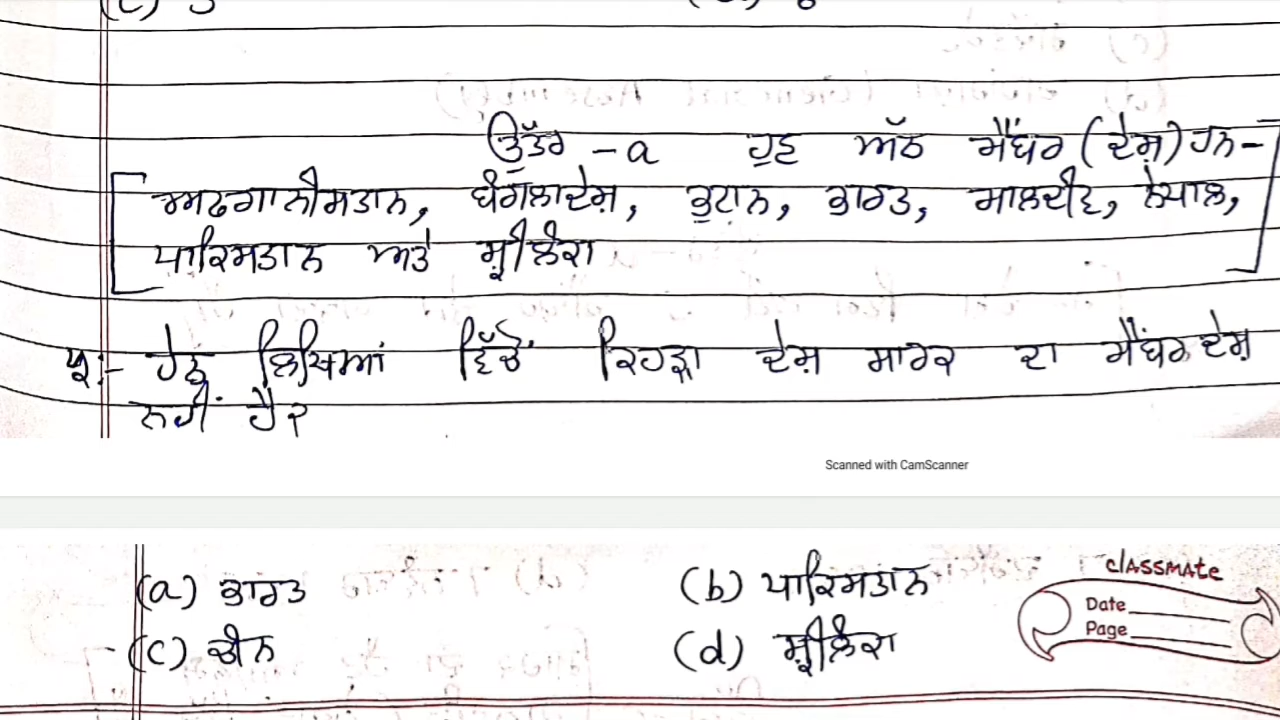 ਉੱਤਰ - a ਹੁਣ ਅੱਠ ਮੈਂਬਰ (ਦੇਸ਼) ਹਨ-
ਅਫਗਾਨੀਸਤਾਨ, ਬੰਗਲਾਦੇਸ਼, ਭੁਟਾਨ, ਭਾਰਤ, ਮਾਲਦੀਵ, ਨੇਪਾਲ,
ਪਾਕਿਸਤਾਨ ਅਤੇ ਸ਼੍ਰੀਲੰਕਾ
ਪ੍ਰ:- ਹੇਠ ਲਿਖਿਆਂ ਵਿੱਚੋਂ ਕਿਹੜਾ ਦੇਸ਼ ਸਾਰਕ ਦਾ ਮੈਂਬਰ ਦੇਸ਼
ਨਹੀਂ ਹੈ?
Scanned with CamScanner
(a) ਭਾਰਤ (b) ਪਾਕਿਸਤਾਨ
(c) ਚੀਨ (d) ਸ਼੍ਰੀਲੰਕਾ
classmate
Date
Page